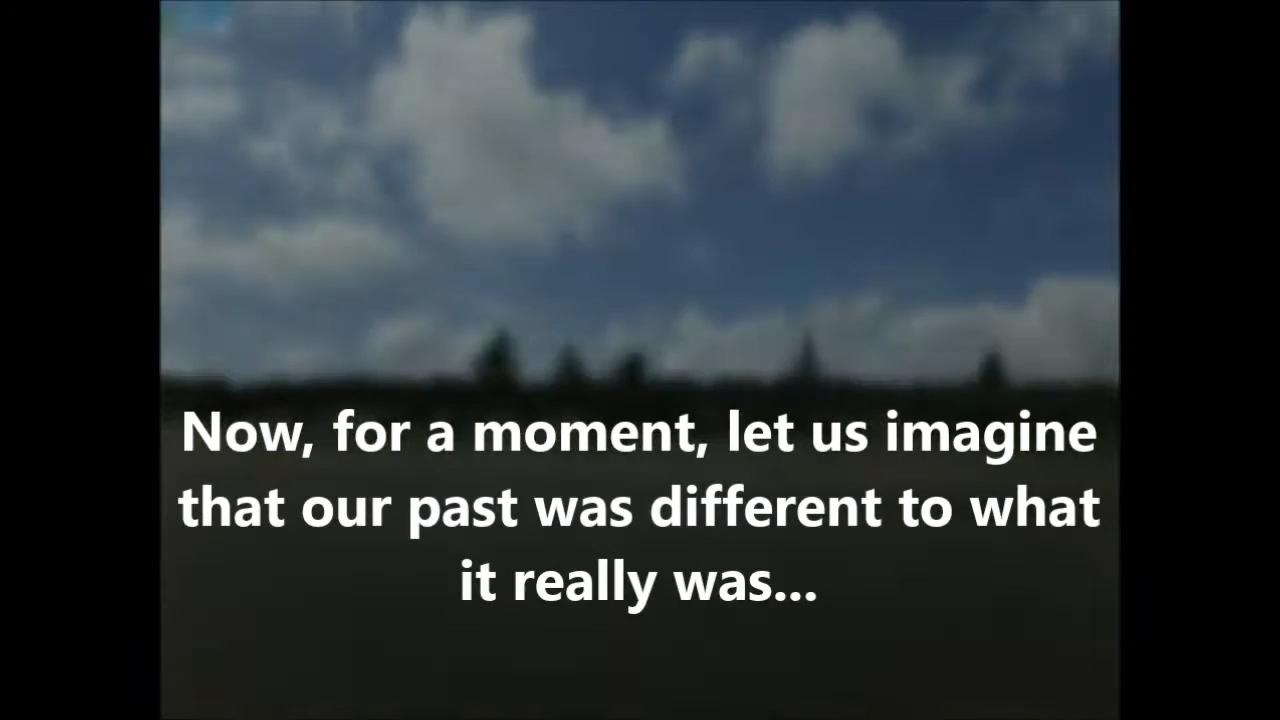 Now, for a moment, let us imagine
that our past was different to what
it really was...